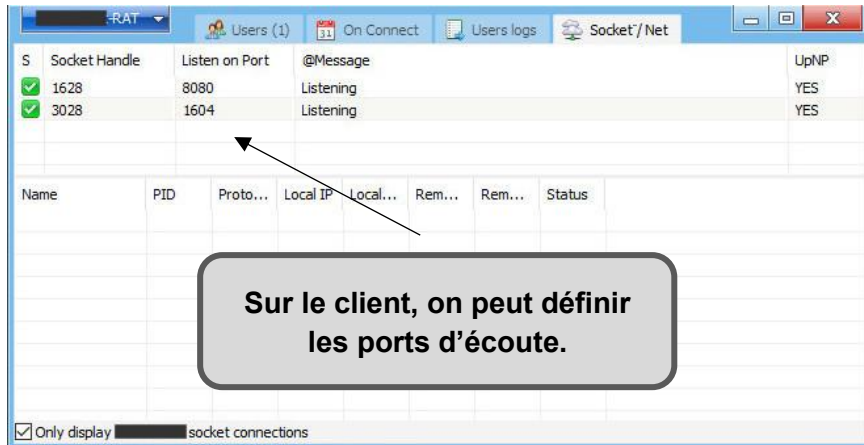 -RAT Users (1) 31 On Connect Users logs Socket / Net
S Socket Handle Listen on Port @Message UpNP
1628 8080 Listening YES
3028 1604 Listening YES
Name PID Proto... Local IP Local... Rem... Rem... Status
Sur le client, on peut définir
les ports d'écoute.
Only display socket connections